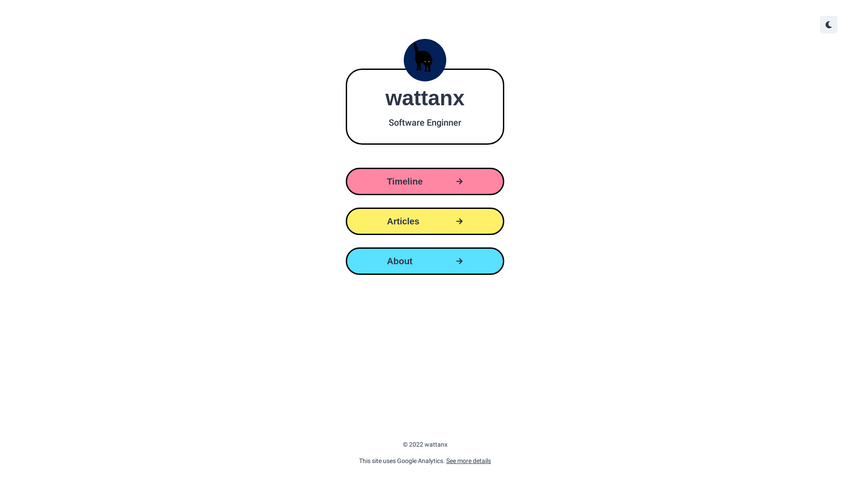 wattanx
Software Enginner
Timeline
Articles
About
© 2022 wattanx
This site uses Google Analytics. See more details